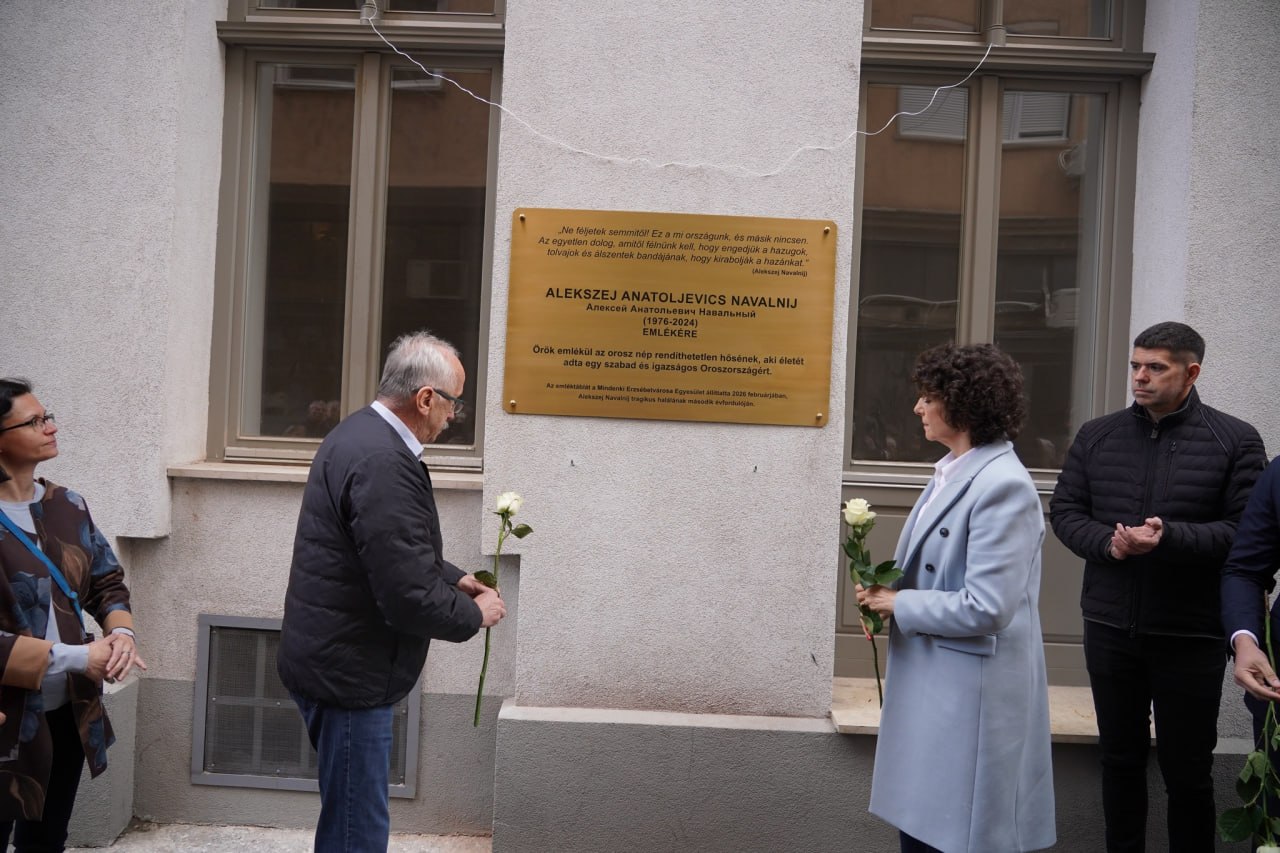 „Ne féljetek semmitől! Ez a mi országunk, és másik nincsen.
Az egyetlen dolog, amitől félnünk kell, hogy engedjük a hazugok,
tolvajok és álszentek bandájának, hogy kirabolják a hazánkat.”
(Alekszej Navalnij)
ALEKSZEJ ANATOLJEVICS NAVALNIJ
Алексей Анатольевич Навальный
(1976-2024)
EMLÉKÉRE
Örök emlékül az orosz nép rendíthetetlen hősének, aki életét
adta egy szabad és igazságos Oroszországért.
Az emléktáblát a Mindenki Erzsébetvárosa Egyesület állíttatta 2026 februárjában,
Alekszej Navalnij tragikus halálának második évfordulóján.